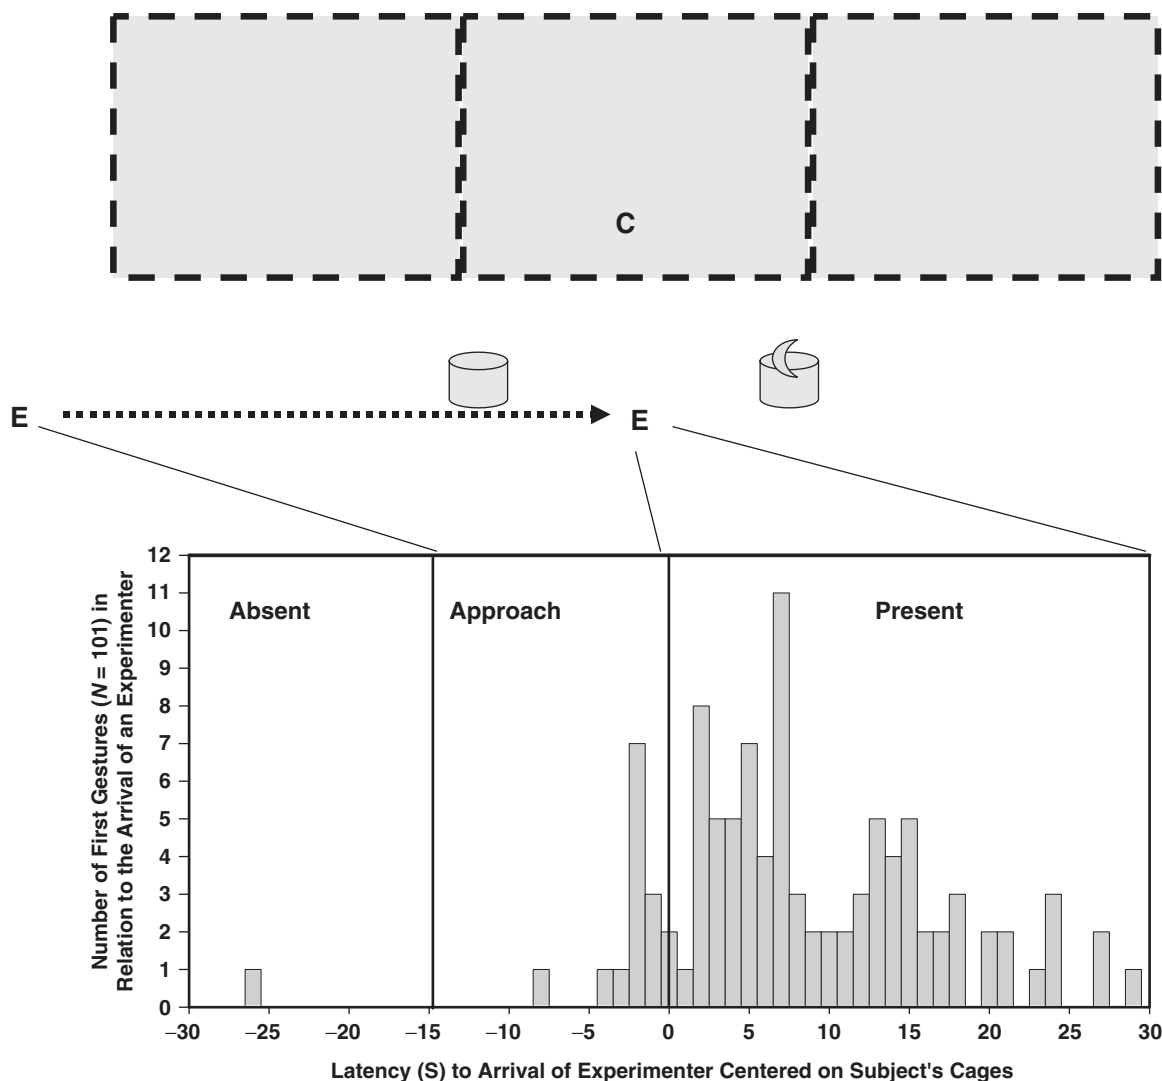 C
E
E
12
11
10
9
8
7
6
5
4
3
2
1
0
Number of First Gestures (N = 101) in
Relation to the Arrival of an Experimenter
Absent
Approach
Present
–30
–25
–20
–15
–10
–5
0
5
10
15
20
25
30
Latency (S) to Arrival of Experimenter Centered on Subject's Cages